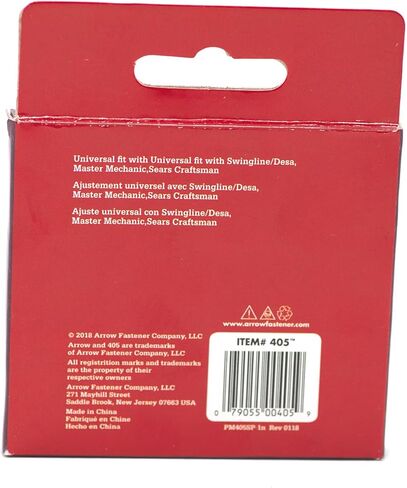 Universal fit with Universal fit with Swingline/Desa,
Master Mechanic,Sears Craftsman
Ajustement universel avec Swingline/Desa,
Master Mechanic,Sears Craftsman
Ajuste universal con Swingline/Desa,
Master Mechanic, Sears Craftsman
www.arrowfastener.com
© 2018 Arrow Fastener Company, LLC
Arrow and 405 are trademarks
of Arrow Fastener Company, LLC
All registrition marks and trademarks
are the property of their
respective owners
Arrow Fastener Company, LLC
271 Mayhill Street
Saddle Brook, New Jersey 07663 USA
Made in China
Fabriqué en Chine
Hecho en China
ITEM# 405™
0 79055 00405 9
PM405SP-1n Rev 0118